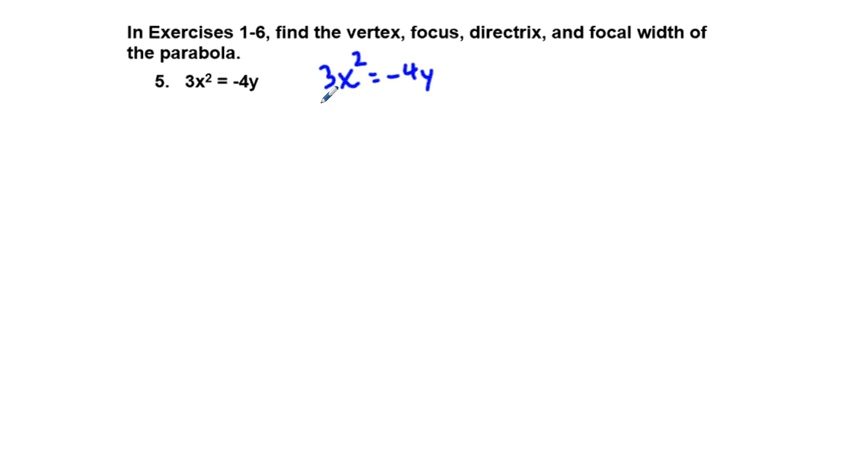 In Exercises 1-6, find the vertex, focus, directrix, and focal width of
the parabola.
5. 3x² = -4y
3x² = -4y